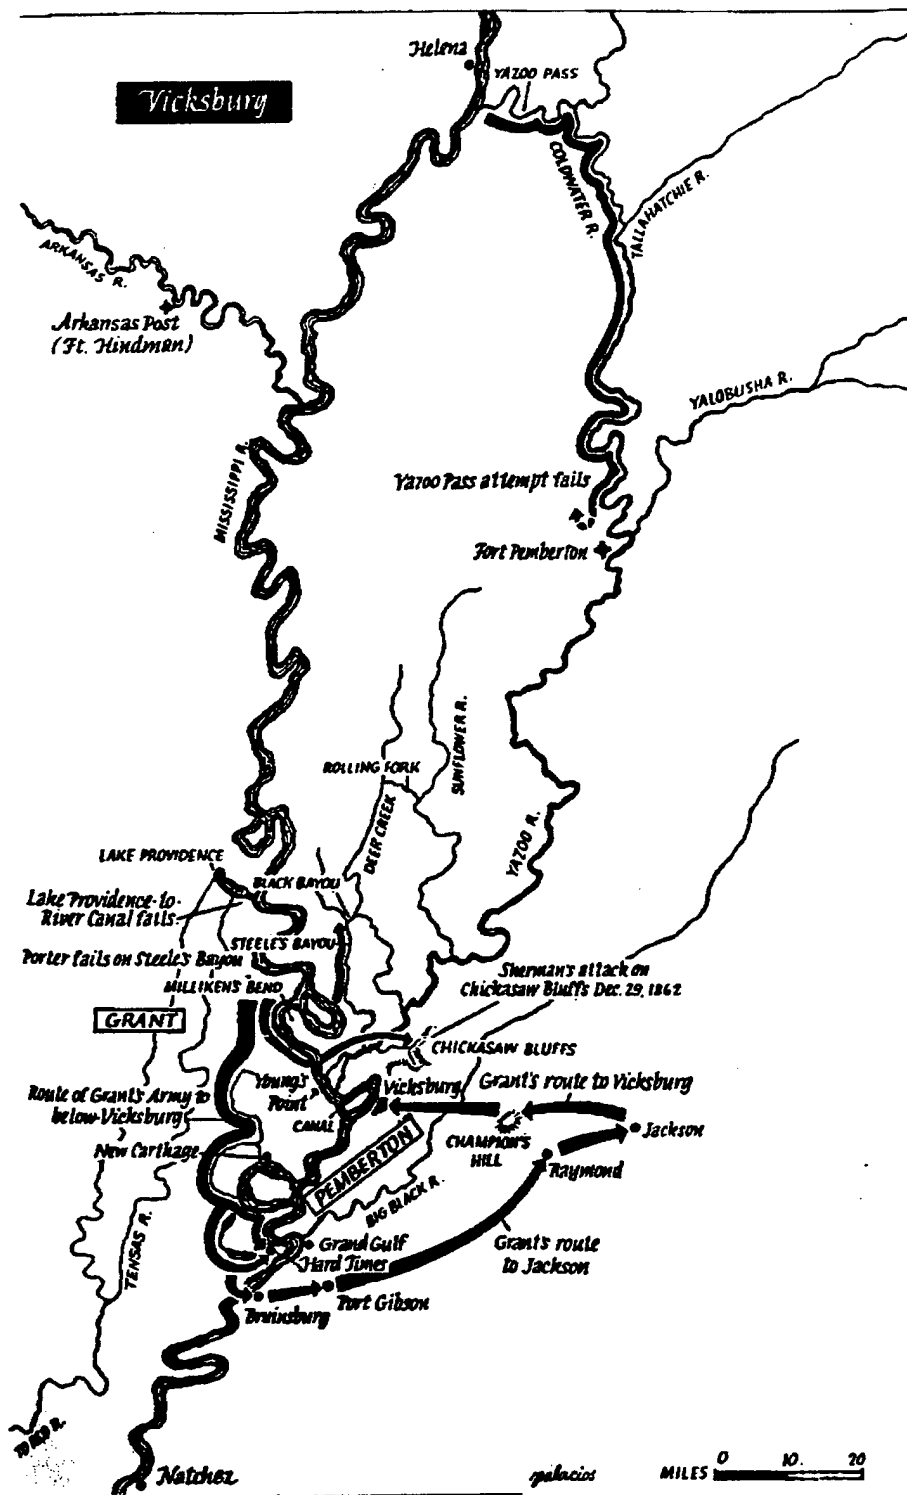 Helena
YAZOO PASS
Vicksburg
COLDWATER R.
TALLAHATCHIE R.
ARKANSAS R.
Arkansas Post
(Ft. Hindman)
YALOBUSHA R.
MISSISSIPPI R.
Yazoo Pass attempt fails
Fort Pemberton
SUNFLOWER R.
ROLLING FORK
DEER CREEK
YAZOO R.
LAKE PROVIDENCE
BLACK BAYOU
Lake Providence-to-
River Canal fails
STEELE'S BAYOU
Porter fails on Steele's Bayou
Sherman's attack on
Chickasaw Bluffs Dec. 29, 1862
MILLIKEN'S BEND
GRANT
CHICKASAW BLUFFS
Young's
Point
Vicksburg
Grant's route to Vicksburg
Route of Grant's Army to
below Vicksburg
CANAL
Jackson
CHAMPION'S
HILL
New Carthage
PEMBERTON
Raymond
BIG BLACK R.
TENSAS R.
Grand Gulf
Hard Times
Grant's route
to Jackson
Bruinsburg
Port Gibson
TO RED R.
Natchez
palacios
MILES 0 10 20